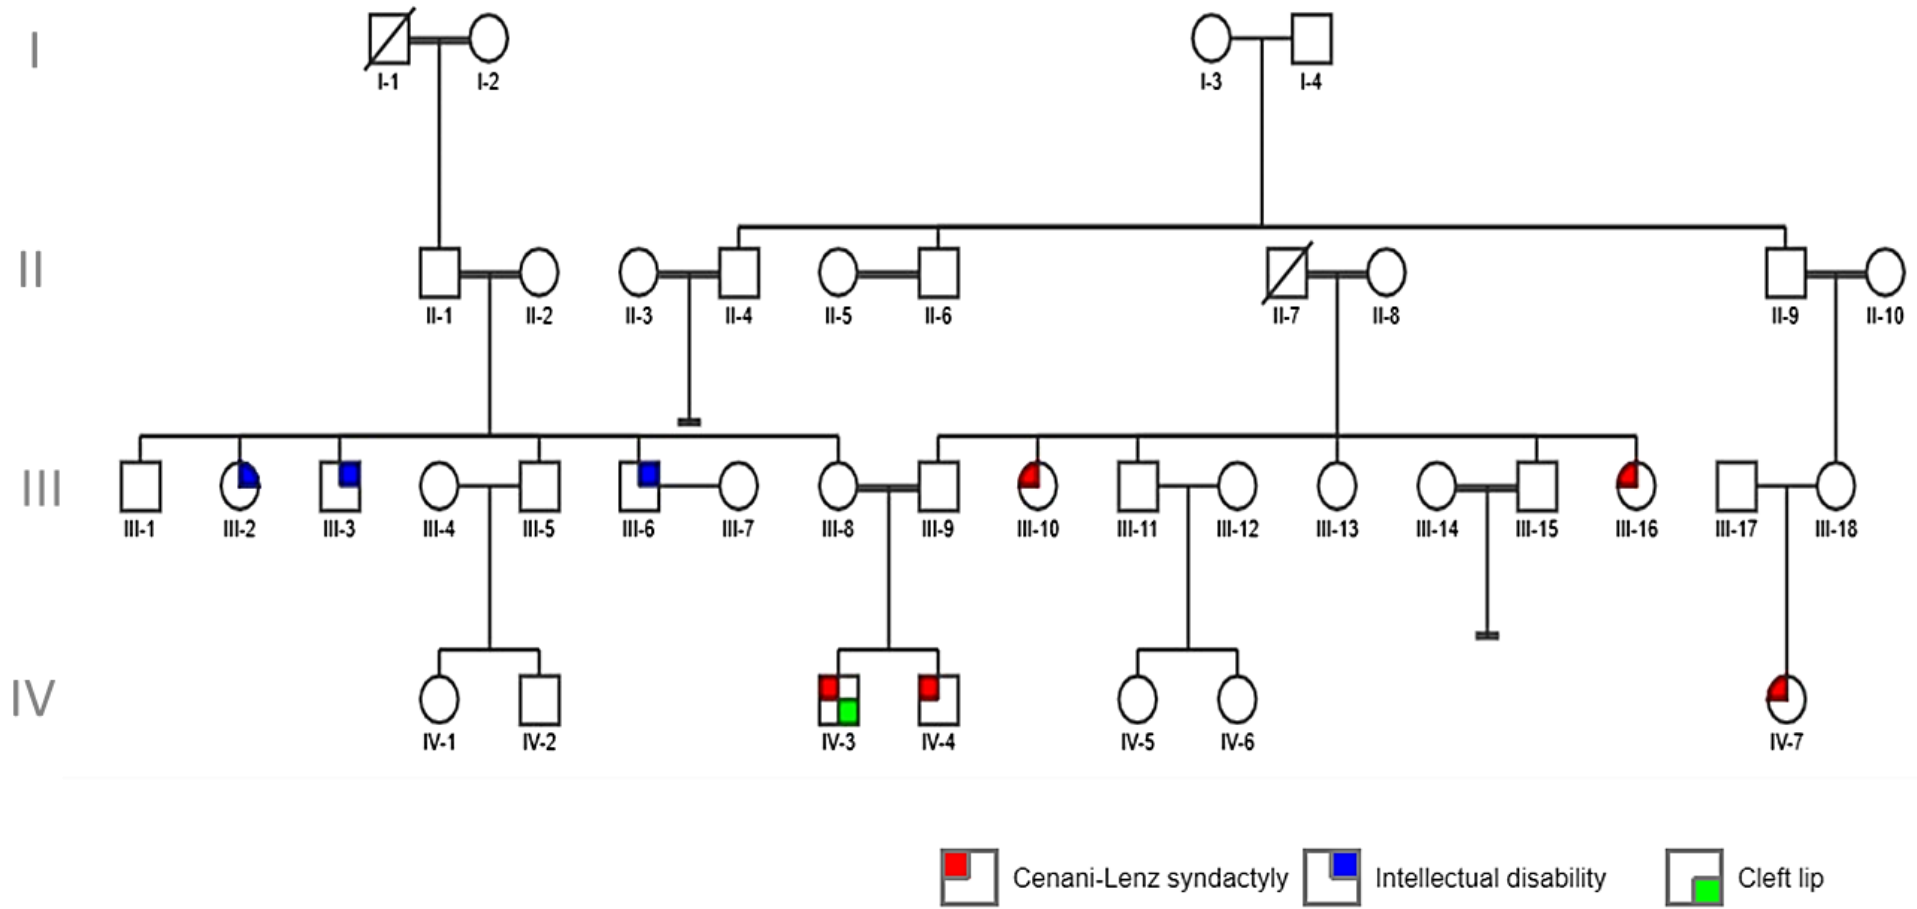 I
I-1 I-2 I-3 I-4
II
II-1 II-2 II-3 II-4 II-5 II-6 II-7 II-8 II-9 II-10
III
III-1 III-2 III-3 III-4 III-5 III-6 III-7 III-8 III-9 III-10 III-11 III-12 III-13 III-14 III-15 III-16 III-17 III-18
IV
IV-1 IV-2 IV-3 IV-4 IV-5 IV-6 IV-7
Cenani-Lenz syndactyly Intellectual disability Cleft lip